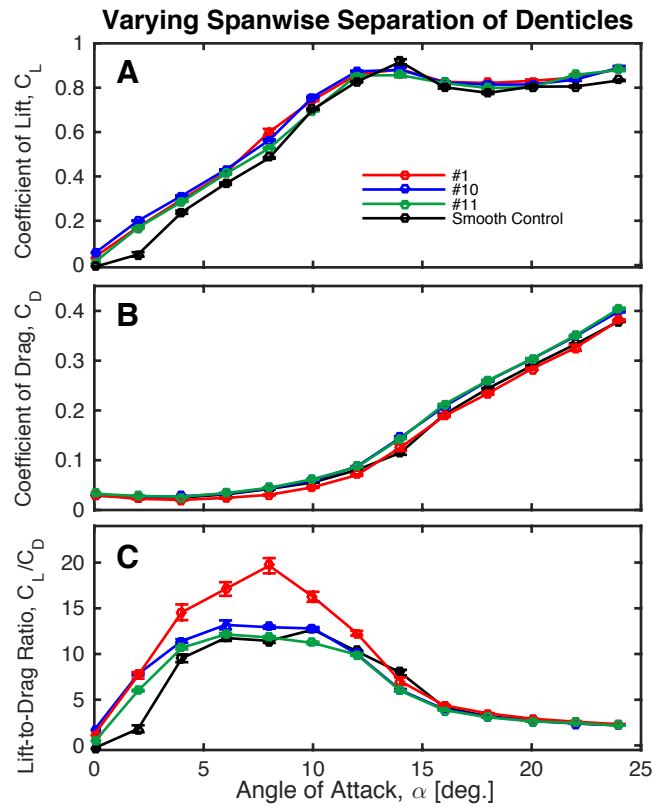 Varying Spanwise Separation of Denticles
A
Coefficient of Lift, C_L
1
0.8
0.6
0.4
0.2
0
#1
#10
#11
Smooth Control
B
Coefficient of Drag, C_D
0.4
0.3
0.2
0.1
0
C
Lift-to-Drag Ratio, C_L/C_D
20
15
10
5
0
0 5 10 15 20 25
Angle of Attack, α [deg.]